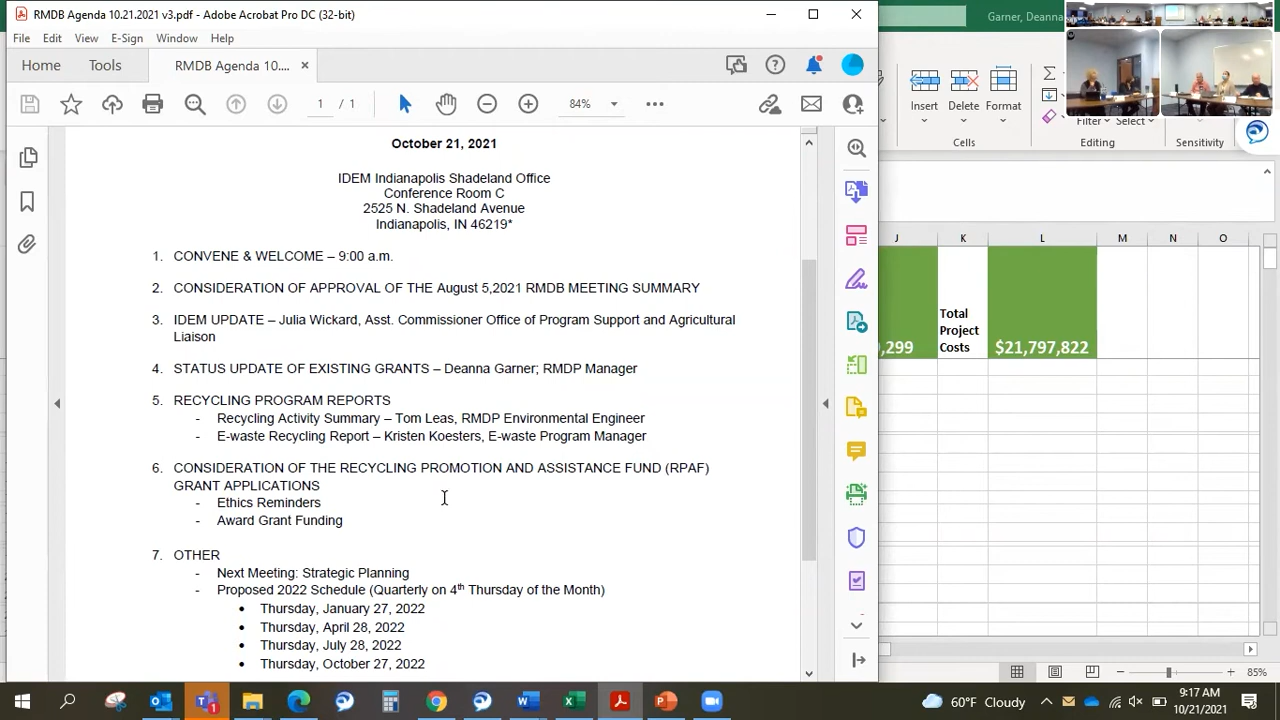 RMDB Agenda 10.21.2021 v3.pdf - Adobe Acrobat Pro DC (32-bit)
Garner, Deanna
File Edit View E-Sign Window Help
Home Tools RMDB Agenda 10.... ×
1 / 1 84%
Insert Delete Format
Filter Select
Cells Editing Sensitivity
October 21, 2021
IDEM Indianapolis Shadeland Office
Conference Room C
2525 N. Shadeland Avenue
Indianapolis, IN 46219*
1. CONVENE & WELCOME – 9:00 a.m.
2. CONSIDERATION OF APPROVAL OF THE August 5,2021 RMDB MEETING SUMMARY
3. IDEM UPDATE – Julia Wickard, Asst. Commissioner Office of Program Support and Agricultural
Liaison
4. STATUS UPDATE OF EXISTING GRANTS – Deanna Garner; RMDP Manager
5. RECYCLING PROGRAM REPORTS
- Recycling Activity Summary – Tom Leas, RMDP Environmental Engineer
- E-waste Recycling Report – Kristen Koesters, E-waste Program Manager
6. CONSIDERATION OF THE RECYCLING PROMOTION AND ASSISTANCE FUND (RPAF)
GRANT APPLICATIONS
- Ethics Reminders
- Award Grant Funding
7. OTHER
- Next Meeting: Strategic Planning
- Proposed 2022 Schedule (Quarterly on 4th Thursday of the Month)
• Thursday, January 27, 2022
• Thursday, April 28, 2022
• Thursday, July 28, 2022
• Thursday, October 27, 2022
J K L M N O
Total
Project
Costs
,299 $21,797,822
85%
60°F Cloudy
9:17 AM
10/21/2021